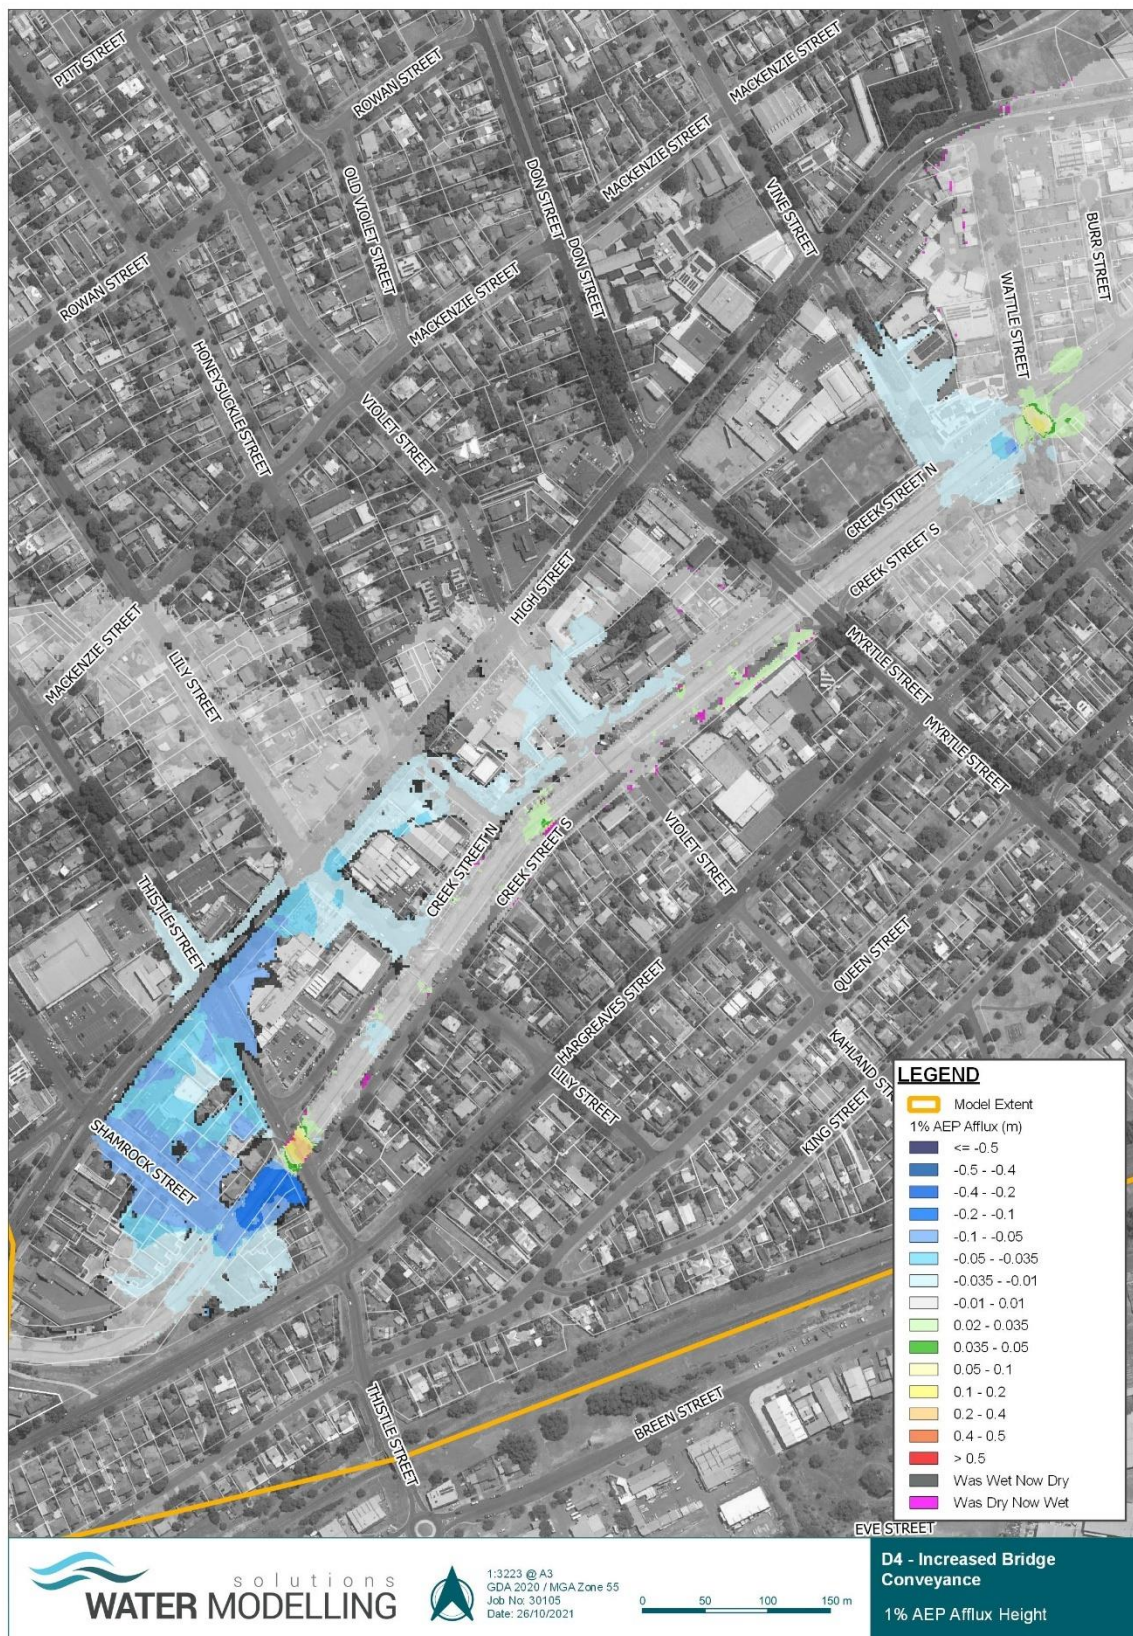 PITT STREET
ROWAN STREET
MACKENZIE STREET
OLD VIOLET STREET
DON STREET
MACKENZIE STREET
DON STREET
VINE STREET
BURR STREET
ROWAN STREET
MACKENZIE STREET
WATTLE STREET
HONEYSUCKLE STREET
VIOLET STREET
CREEK STREET N
HIGH STREET
CREEK STREET S
MACKENZIE STREET
LILY STREET
MYRTLE STREET
MYRTLE STREET
VIOLET STREET
CREEK STREET N
CREEK STREET S
THISTLE STREET
QUEEN STREET
HARGREAVES STREET
KAHLAND ST
LILY STREET
KING STREET
SHAMROCK STREET
THISTLE STREET
BREEN STREET
EVE STREET
LEGEND
Model Extent
1% AEP Afflux (m)
<= -0.5
-0.5 - -0.4
-0.4 - -0.2
-0.2 - -0.1
-0.1 - -0.05
-0.05 - -0.035
-0.035 - -0.01
-0.01 - 0.01
0.02 - 0.035
0.035 - 0.05
0.05 - 0.1
0.1 - 0.2
0.2 - 0.4
0.4 - 0.5
> 0.5
Was Wet Now Dry
Was Dry Now Wet
solutions
WATER MODELLING
1:3223 @ A3
GDA 2020 / MGA Zone 55
Job No: 30105
Date: 26/10/2021
0 50 100 150 m
D4 - Increased Bridge
Conveyance
1% AEP Afflux Height